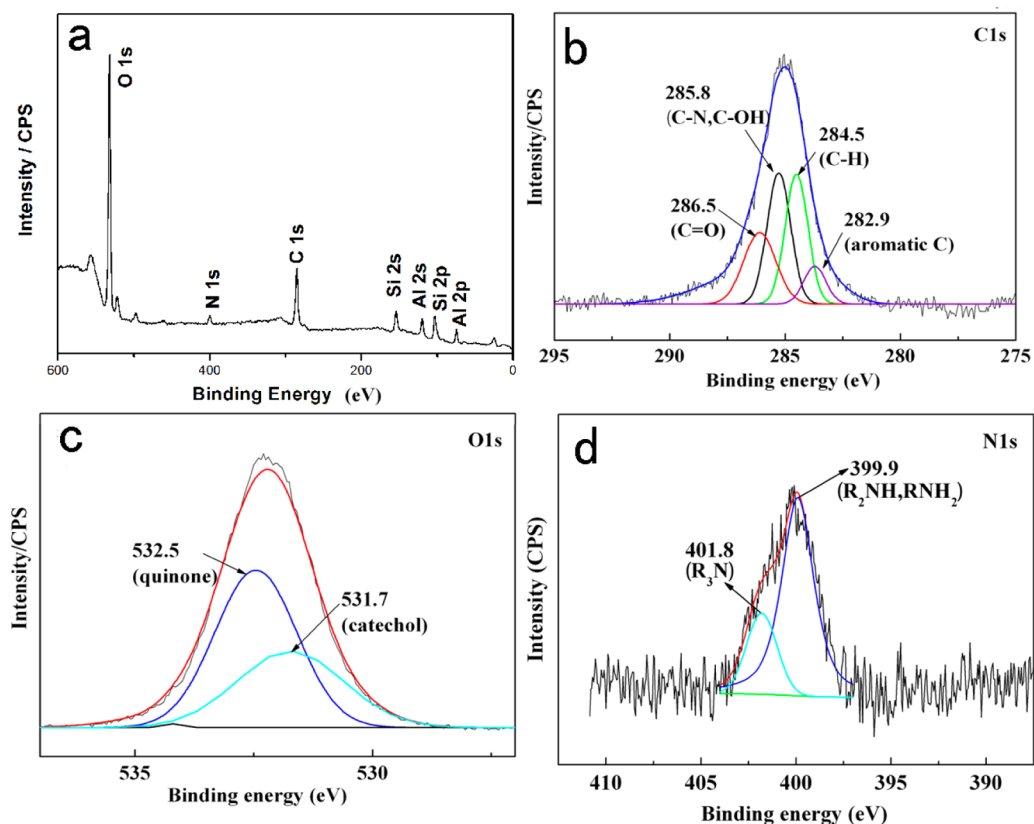 a
O 1s
N 1s
C 1s
Si 2s
Al 2s
Si 2p
Al 2p
Intensity / CPS
600
400
200
0
Binding Energy (eV)
b
C1s
285.8
(C-N,C-OH)
284.5
(C-H)
286.5
(C=O)
282.9
(aromatic C)
Intensity/CPS
295
290
285
280
275
Binding energy (eV)
c
O1s
532.5
(quinone)
531.7
(catechol)
Intensity/CPS
535
530
Binding energy (eV)
d
N1s
399.9
(R₂NH,RNH₂)
401.8
(R₃N)
Intensity (CPS)
410
405
400
395
390
Binding energy (eV)